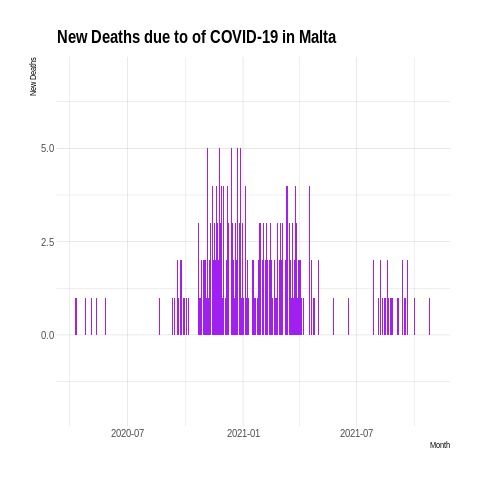 New Deaths due to of COVID-19 in Malta
New Deaths
5.0
2.5
0.0
2020-07
2021-01
2021-07
Month